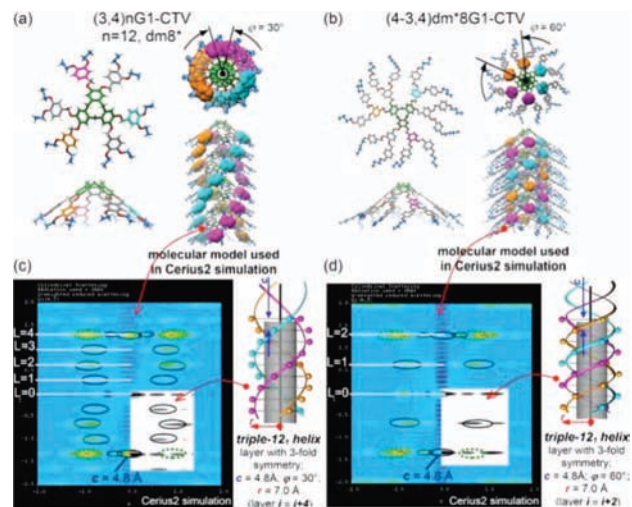 (a)
(3,4)nG1-CTV
n=12, dm8*
φ = 30°
(b)
(4-3,4)dm*8G1-CTV
φ = 60°
molecular model used
in Cerius2 simulation
molecular model used
in Cerius2 simulation
(c)
L=4
L=3
L=2
L=1
L=0
c = 4.8 Å
Cerius2 simulation
triple-12₁ helix
layer with 3-fold
symmetry;
c = 4.8Å; φ = 30°;
r = 7.0 Å
(layer i = i+4)
(d)
L=2
L=1
L=0
c = 4.8 Å
Cerius2 simulation
triple-12₁ helix
layer with 3-fold
symmetry;
c = 4.8Å; φ = 60°;
r = 7.0 Å
(layer i = i+2)